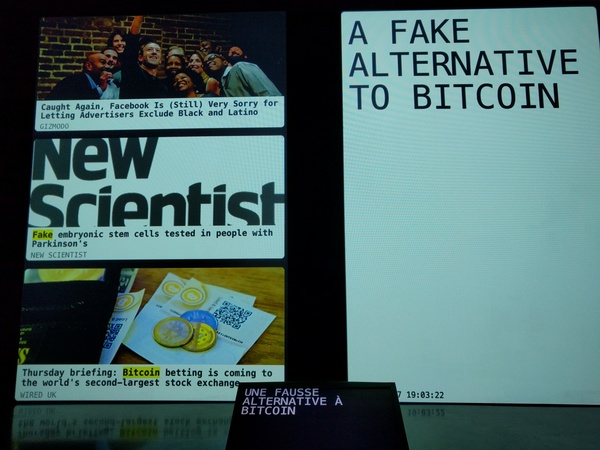 Caught Again, Facebook Is (Still) Very Sorry for
Letting Advertisers Exclude Black and Latino
GIZMODO
New
Scientist
Fake embryonic stem cells tested in people with
Parkinson's
NEW SCIENTIST
Thursday briefing: Bitcoin betting is coming to
the world's second-largest stock exchange
WIRED UK
A FAKE
ALTERNATIVE
TO BITCOIN
7 19:03:22
UNE FAUSSE
ALTERNATIVE À
BITCOIN